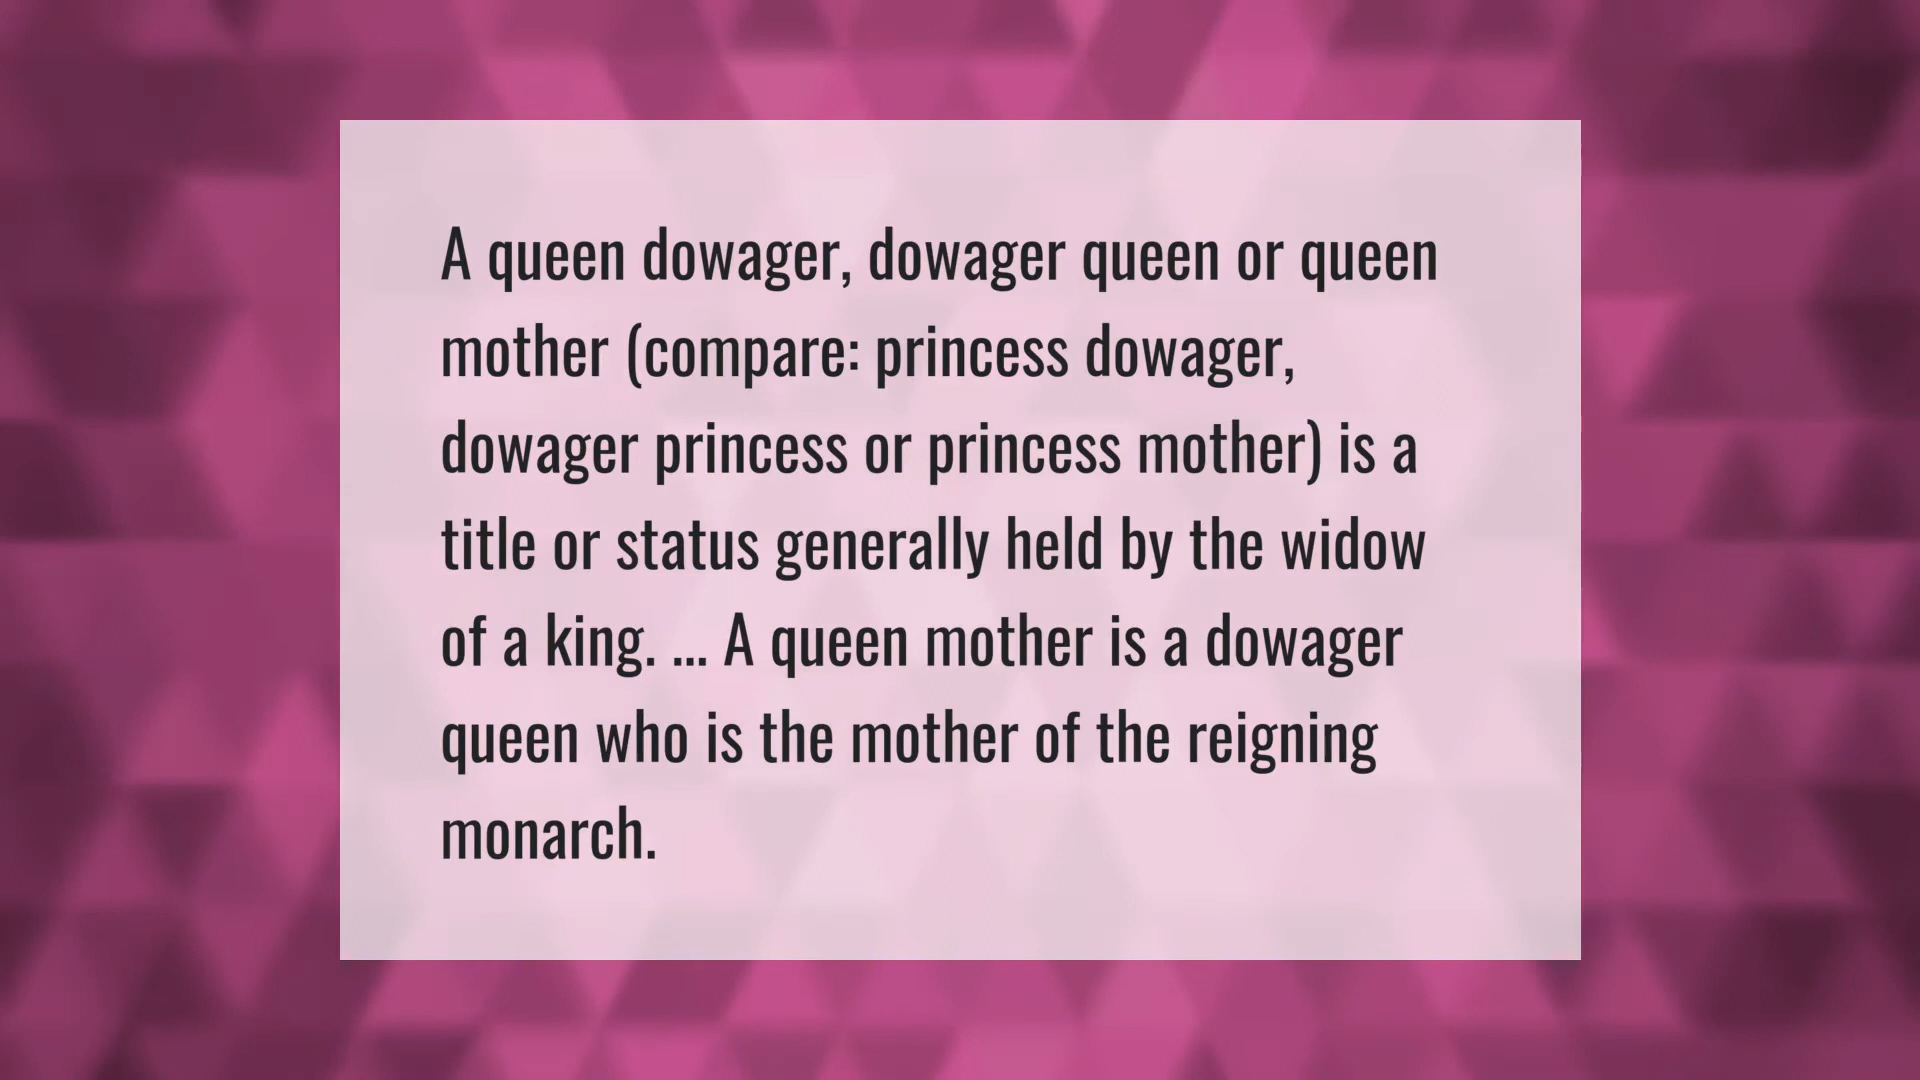 A queen dowager, dowager queen or queen
mother (compare: princess dowager,
dowager princess or princess mother) is a
title or status generally held by the widow
of a king. ... A queen mother is a dowager
queen who is the mother of the reigning
monarch.